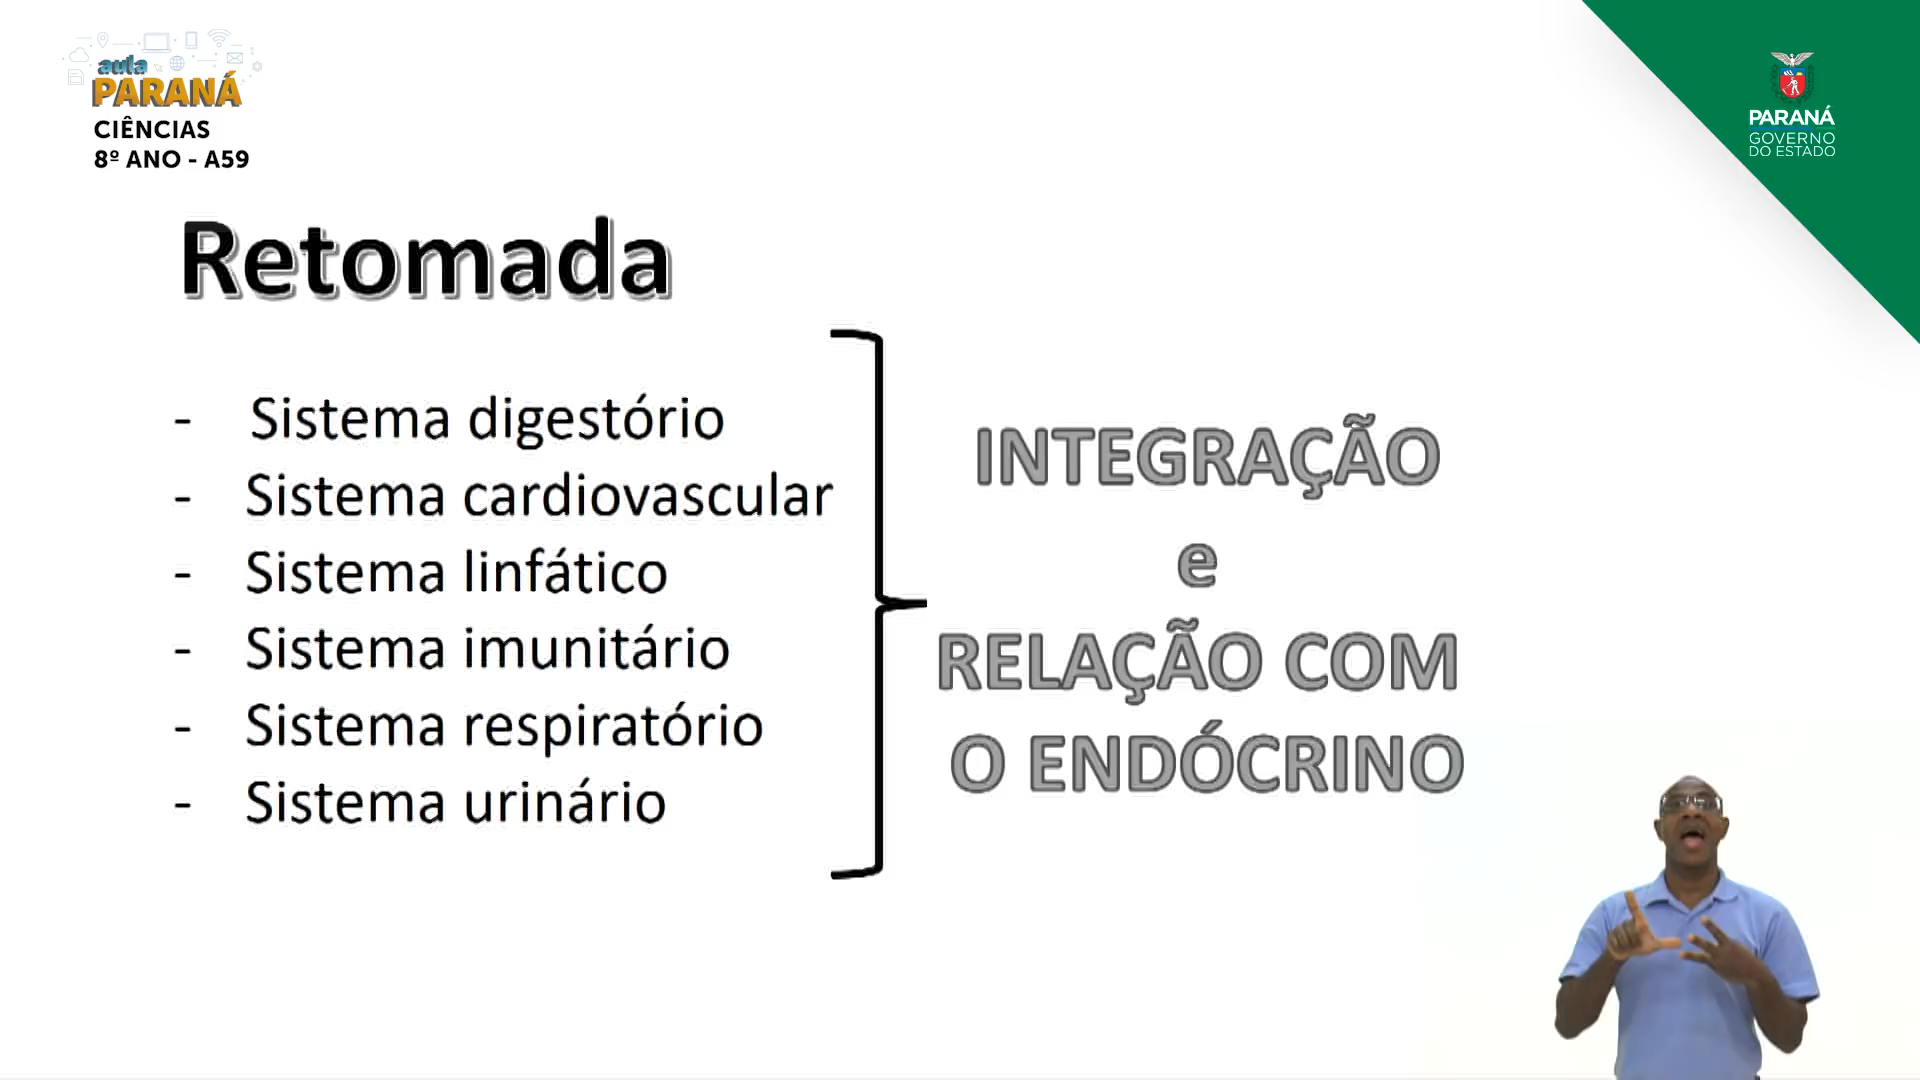 aula
PARANÁ
CIÊNCIAS
8º ANO - A59
PARANÁ
GOVERNO
DO ESTADO
Retomada
- Sistema digestório
- Sistema cardiovascular
- Sistema linfático
- Sistema imunitário
- Sistema respiratório
- Sistema urinário
INTEGRAÇÃO
e
RELAÇÃO COM
O ENDÓCRINO